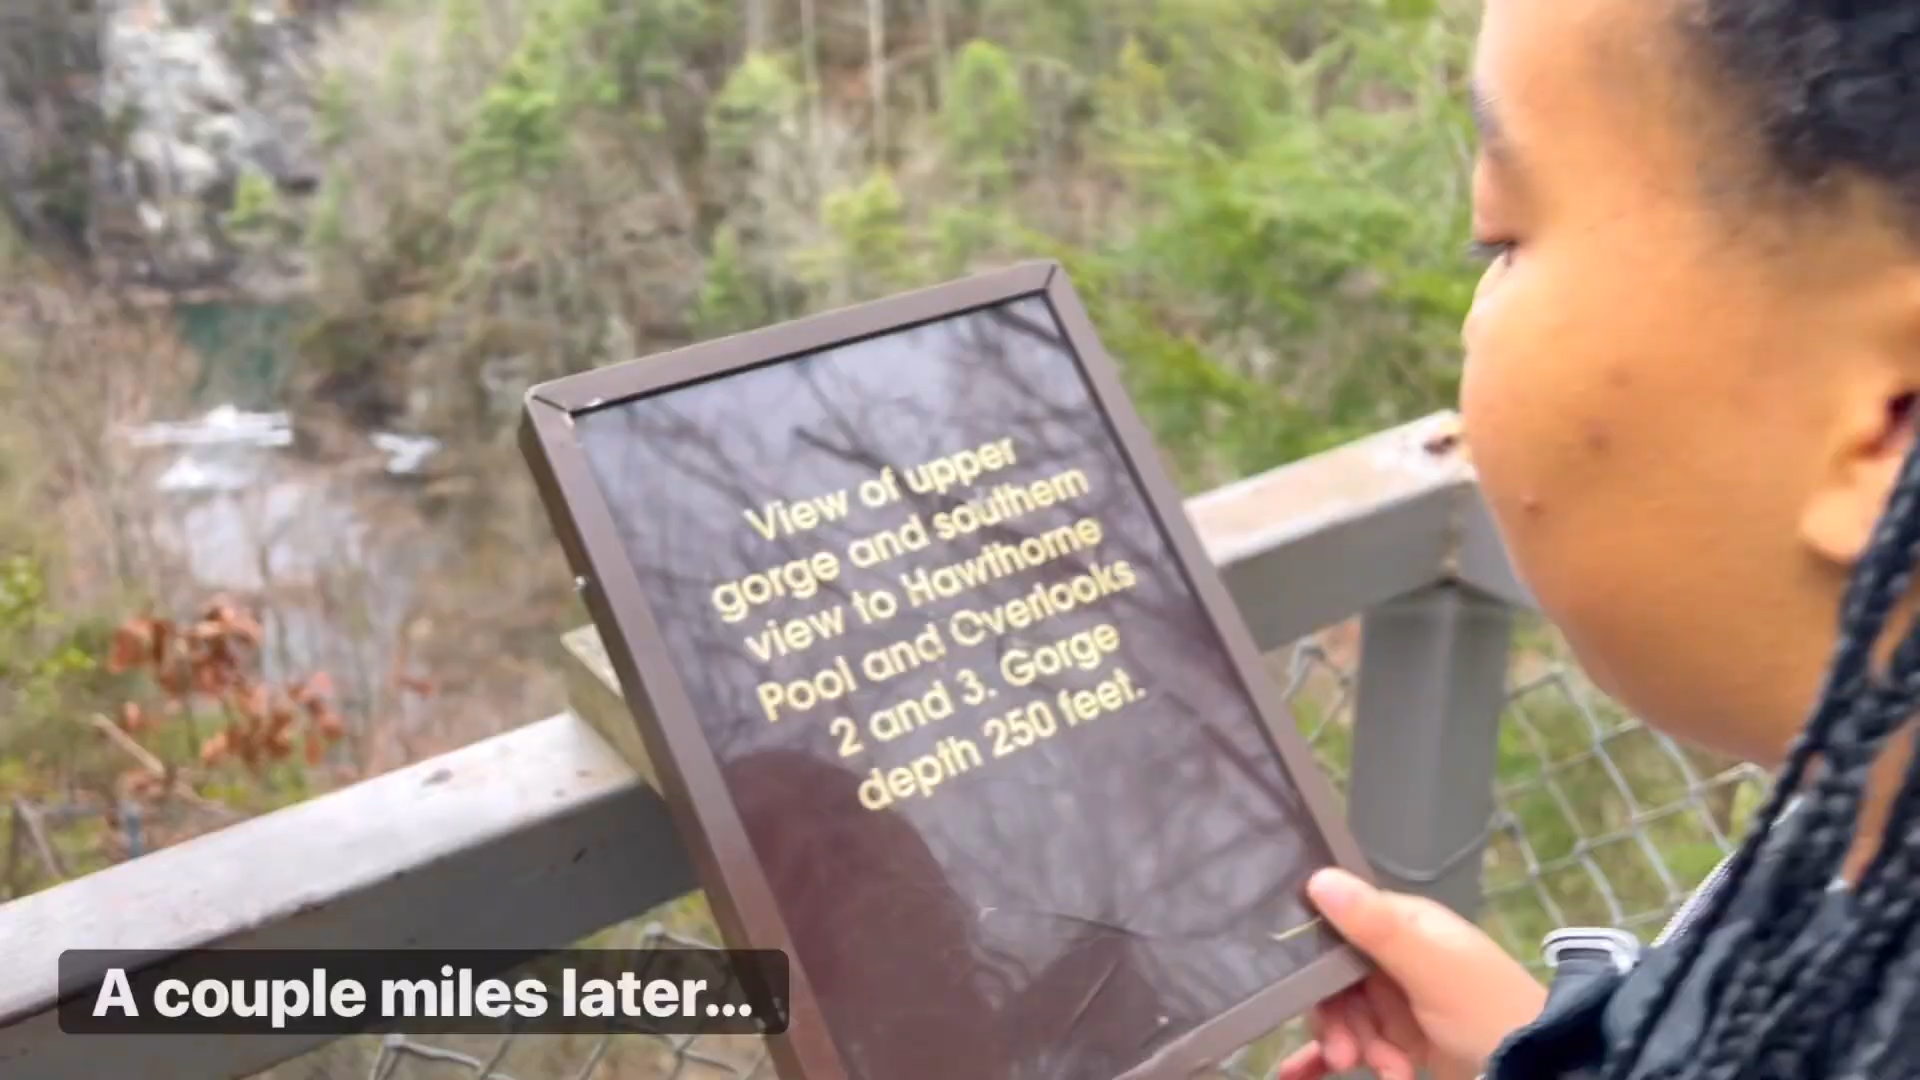 View of upper
gorge and southern
view to Hawthorne
Pool and Overlooks
2 and 3. Gorge
depth 250 feet.
A couple miles later...